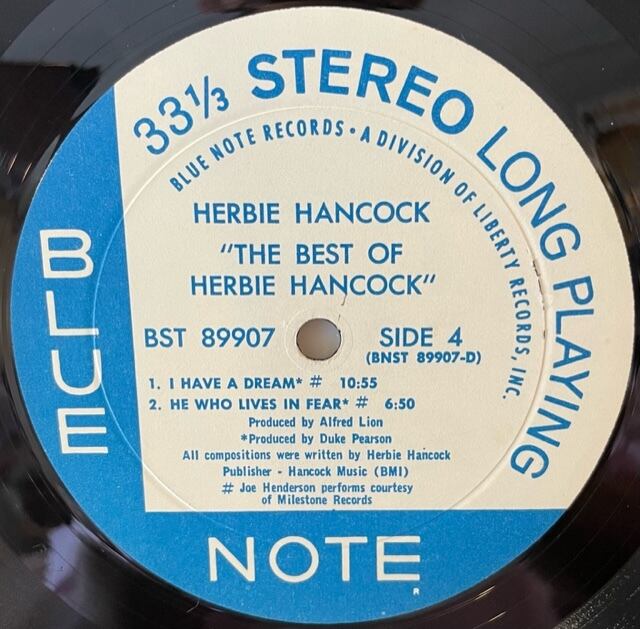 33⅓ STEREO LONG PLAYING
BLUE NOTE RECORDS • A DIVISION OF LIBERTY RECORDS, INC.
HERBIE HANCOCK
"THE BEST OF
HERBIE HANCOCK"
BST 89907
SIDE 4
(BNST 89907-D)
1. I HAVE A DREAM* # 10:55
2. HE WHO LIVES IN FEAR* # 6:50
Produced by Alfred Lion
*Produced by Duke Pearson
All compositions were written by Herbie Hancock
Publisher - Hancock Music (BMI)
# Joe Henderson performs courtesy
of Milestone Records
BLUE
NOTE
R